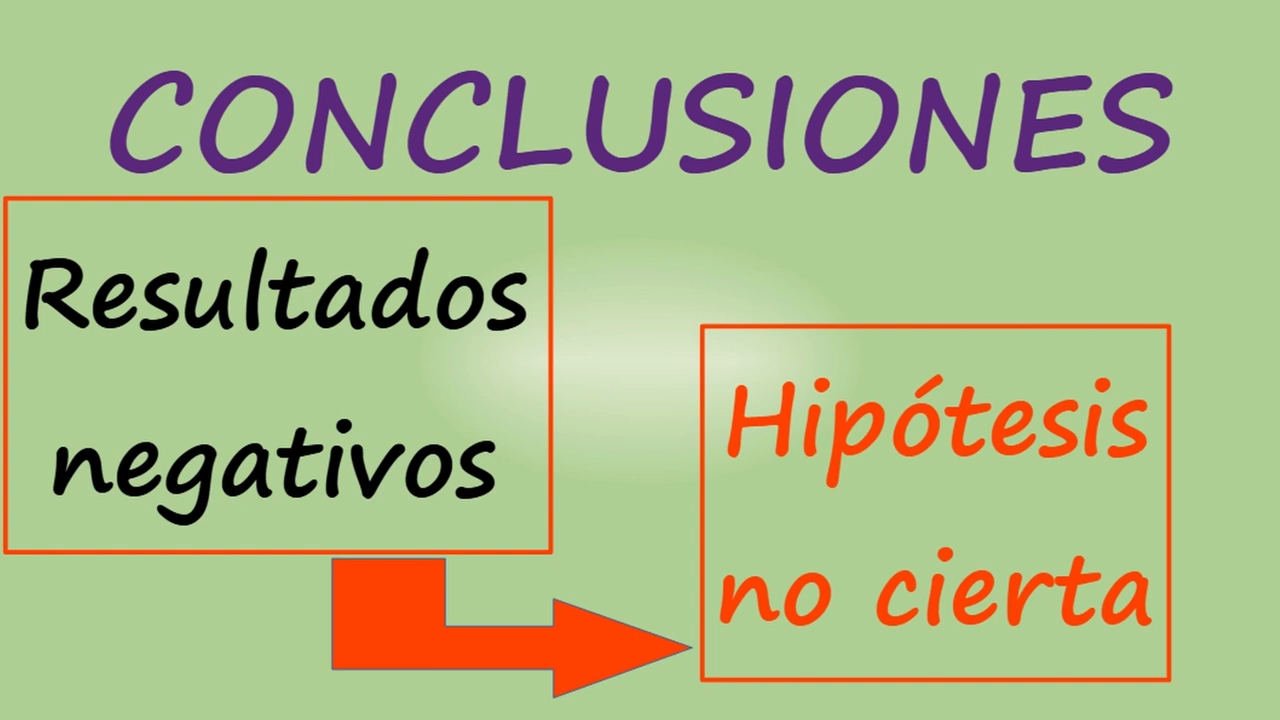 CONCLUSIONES
Resultados
negativos
Hipótesis
no cierta